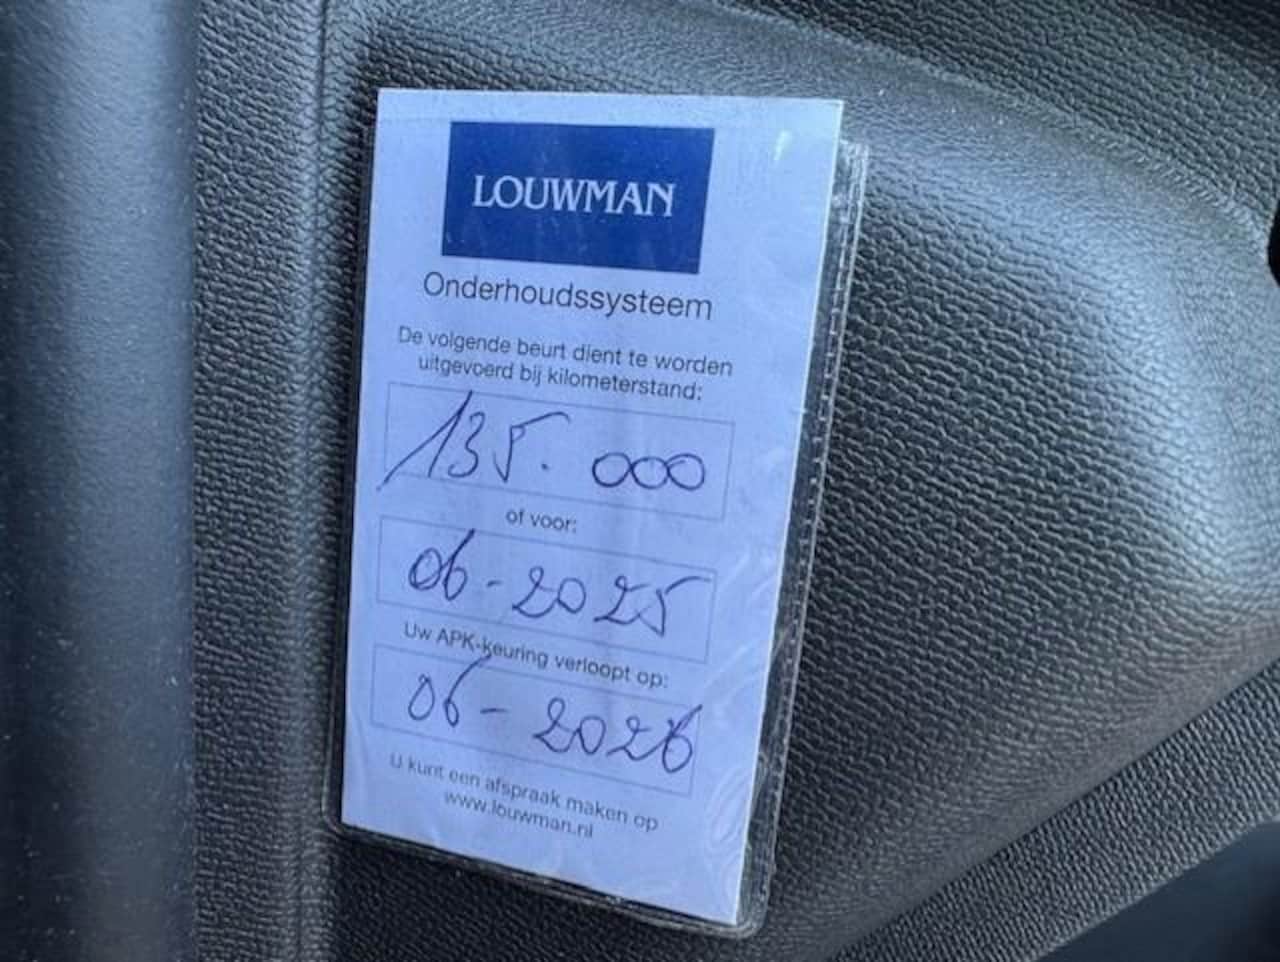 LOUWMAN
Onderhoudssysteem
De volgende beurt dient te worden
uitgevoerd bij kilometerstand:
135.000
of voor:
06-2025
Uw APK-keuring verloopt op:
06-2026
U kunt een afspraak maken op
www.louwman.nl